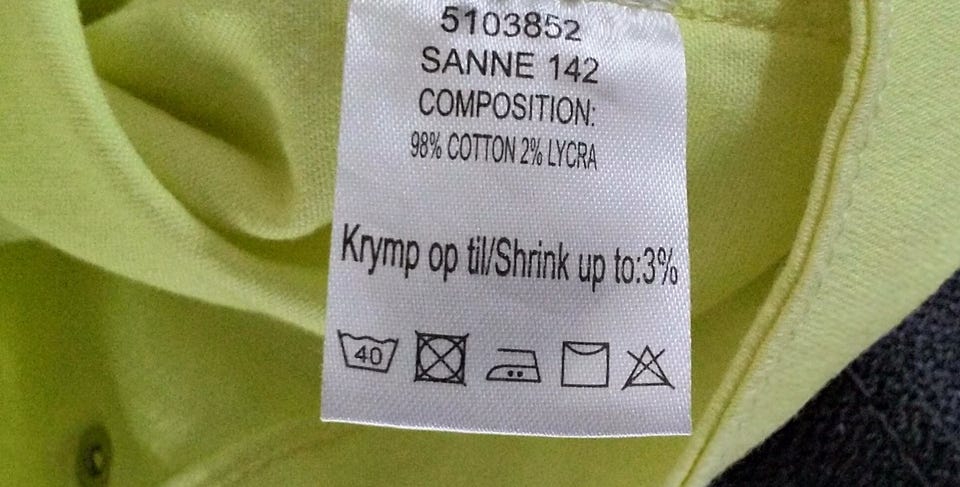 5103852
SANNE 142
COMPOSITION:
98% COTTON 2% LYCRA
Krymp op til/Shrink up to:3%
40